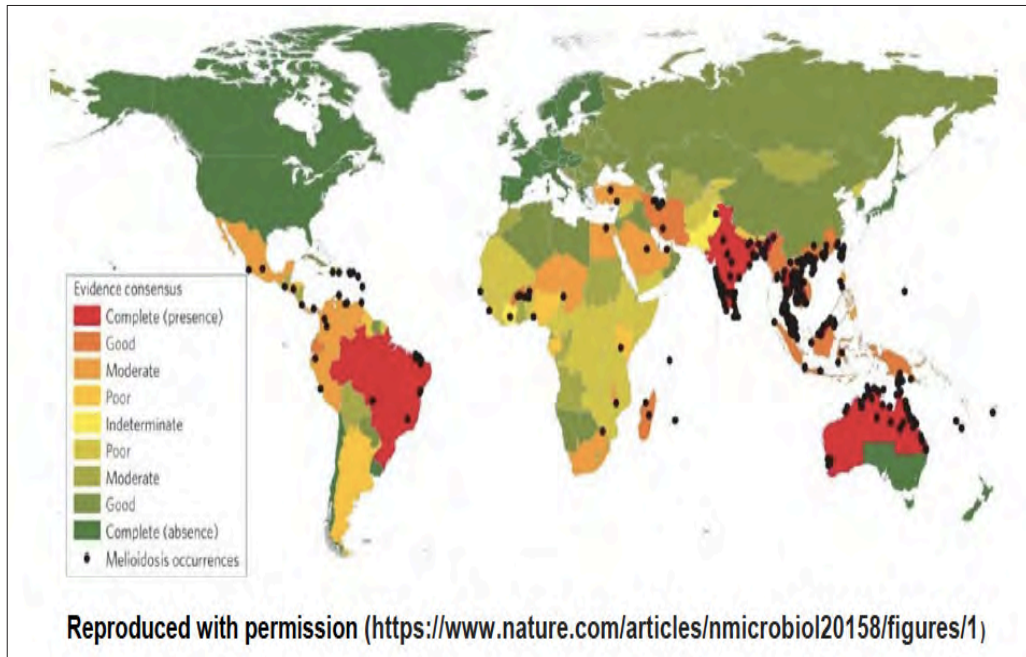 Evidence consensus
Complete (presence)
Good
Moderate
Poor
Indeterminate
Poor
Moderate
Good
Complete (absence)
Melioidosis occurrences
Reproduced with permission (https://www.nature.com/articles/nmicrobiol20158/figures/1)